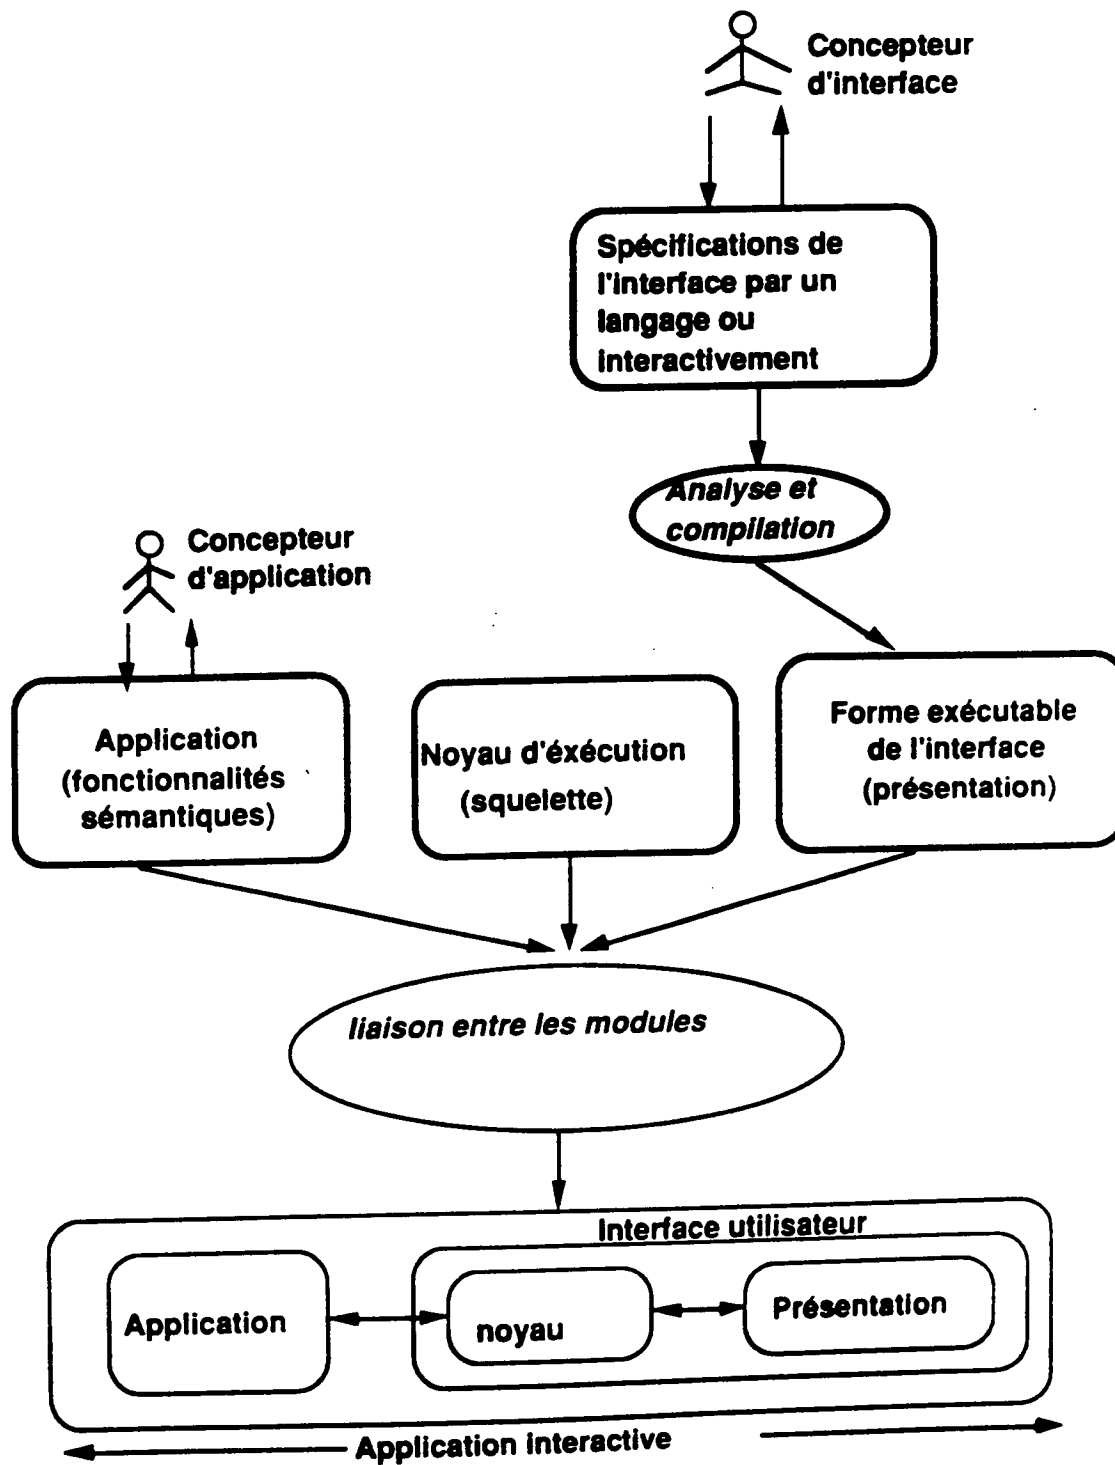 Concepteur
d'interface
Spécifications de
l'interface par un
langage ou
interactivement
Analyse et
compilation
Concepteur
d'application
Application
(fonctionnalités
sémantiques)
Noyau d'éxécution
(squelette)
Forme exécutable
de l'interface
(présentation)
liaison entre les modules
Interface utilisateur
Application
noyau
Présentation
Application interactive